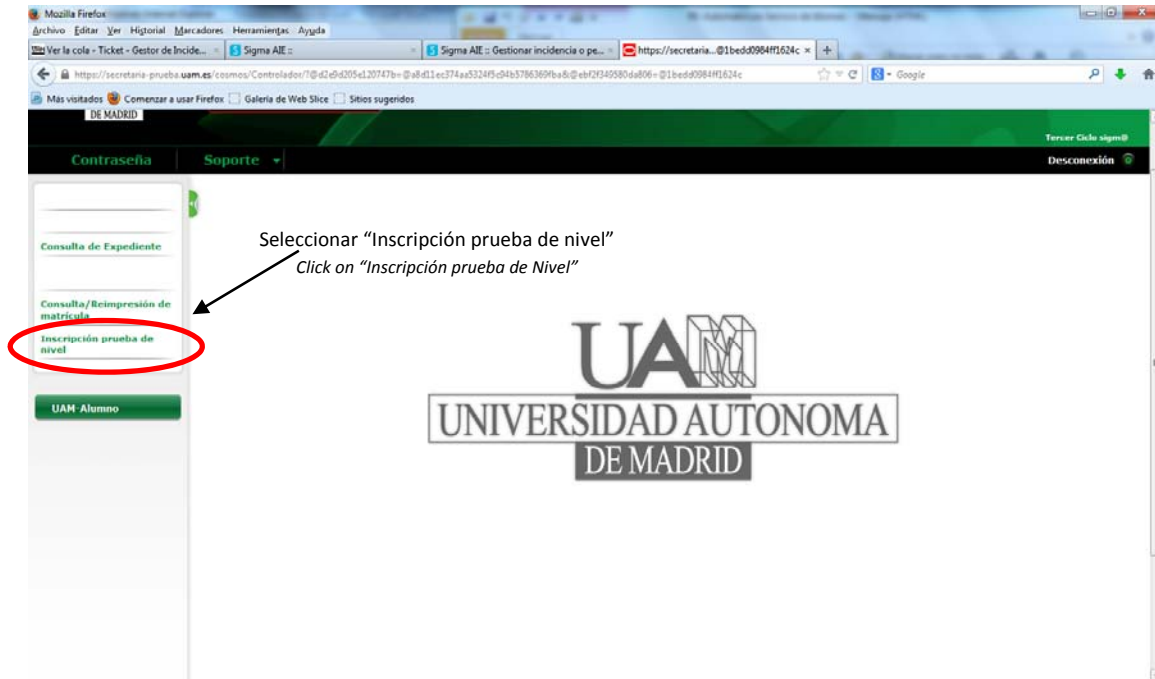 Mozilla Firefox
Archivo Editar Ver Historial Marcadores Herramientas Ayuda
Ver la cola - Ticket - Gestor de Incide...
Sigma AIE ::
Sigma AIE :: Gestionar incidencia o pe...
https://secretaria...@1bedd0984ff1624c
Google
Más visitados Comenzar a usar Firefox Galería de Web Slice Sitios sugeridos
DE MADRID
Tercer Ciclo sigm@
Contraseña Soporte Desconexión
Consulta de Expediente
Seleccionar “Inscripción prueba de nivel”
Click on “Inscripción prueba de Nivel”
Consulta/Reimpresión de
matrícula
Inscripción prueba de
nivel
UAM-Alumno
UAM
UNIVERSIDAD AUTONOMA
DE MADRID